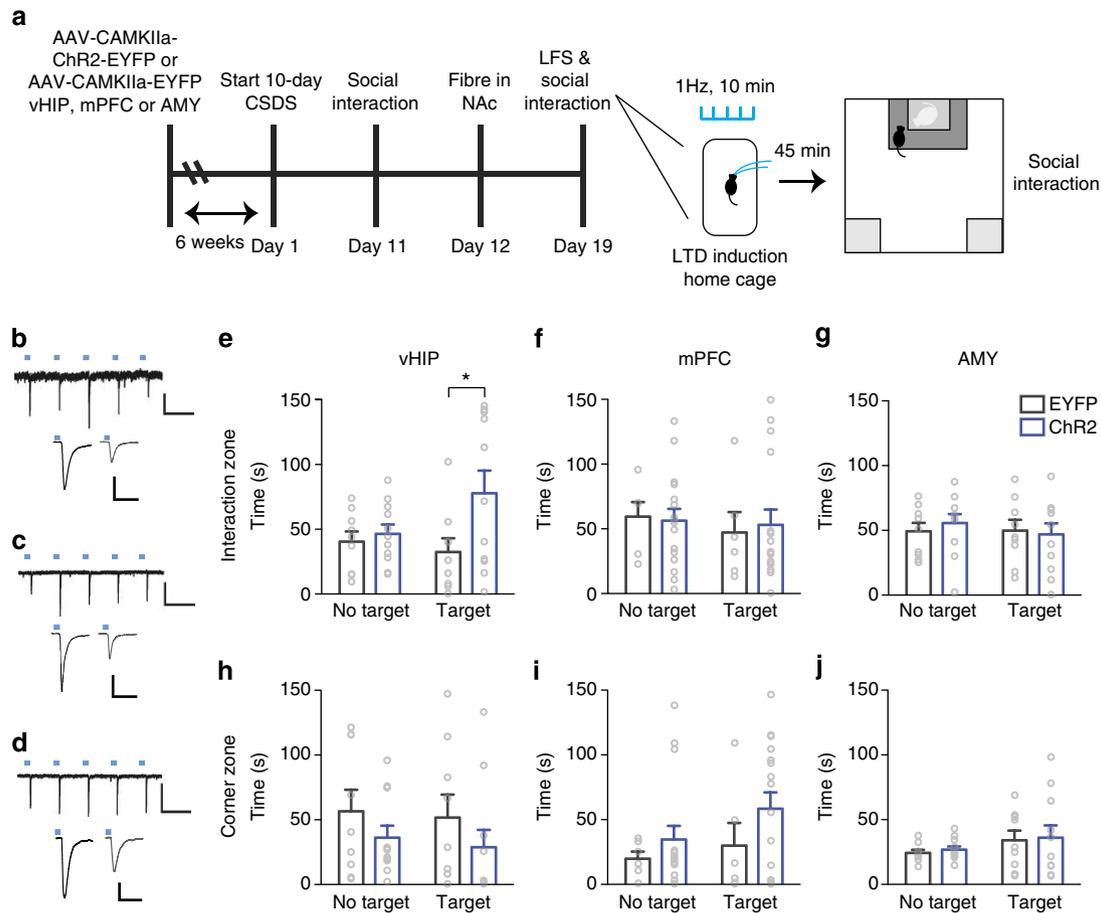 a
AAV-CAMKIIa-
ChR2-EYFP or
AAV-CAMKIIa-EYFP
vHIP, mPFC or AMY
Start 10-day
CSDS
Social
interaction
Fibre in
NAc
LFS &
social
interaction
6 weeks
Day 1
Day 11
Day 12
Day 19
1Hz, 10 min
45 min
LTD induction
home cage
Social
interaction
b
c
d
e
vHIP
*
Interaction zone
Time (s)
150
100
50
0
No target
Target
f
mPFC
Time (s)
150
100
50
0
No target
Target
g
AMY
EYFP
ChR2
Time (s)
150
100
50
0
No target
Target
h
Corner zone
Time (s)
150
100
50
0
No target
Target
i
Time (s)
150
100
50
0
No target
Target
j
Time (s)
150
100
50
0
No target
Target